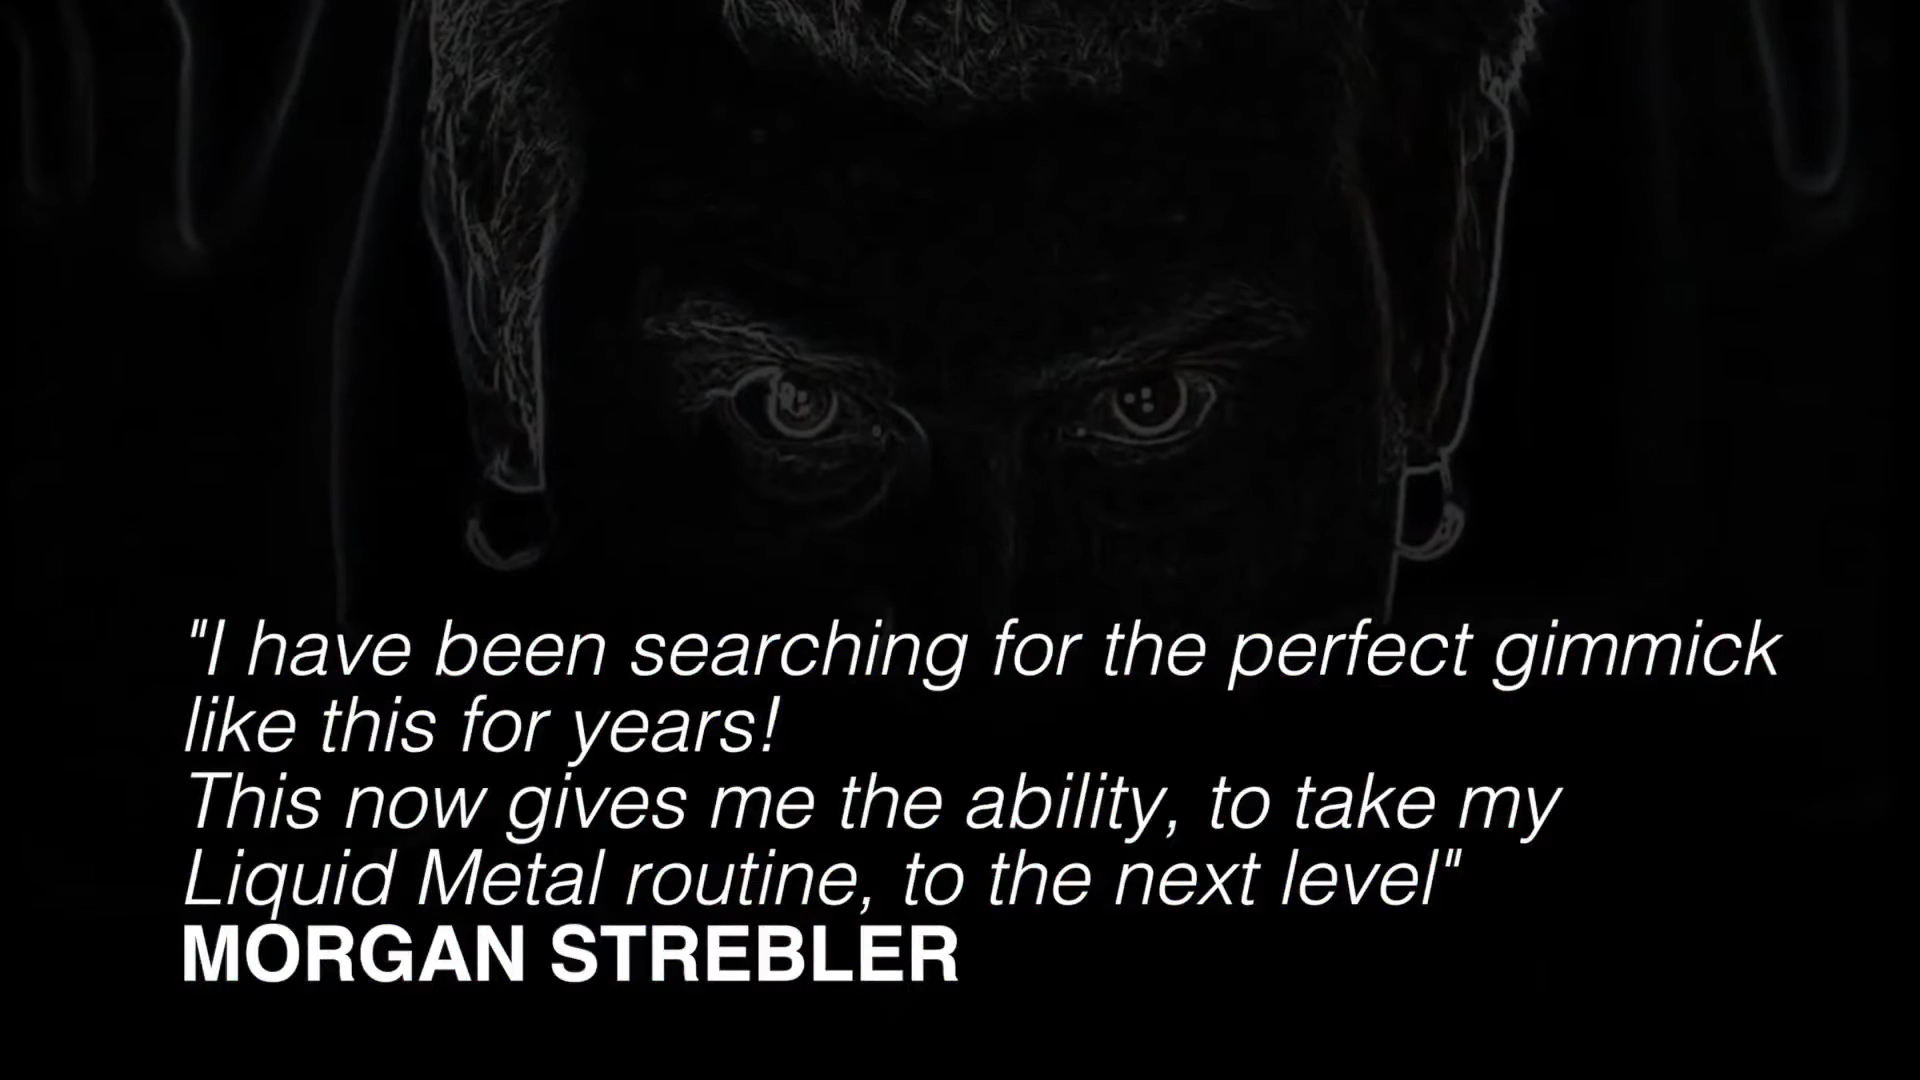 "I have been searching for the perfect gimmick
like this for years!
This now gives me the ability, to take my
Liquid Metal routine, to the next level"
MORGAN STREBLER